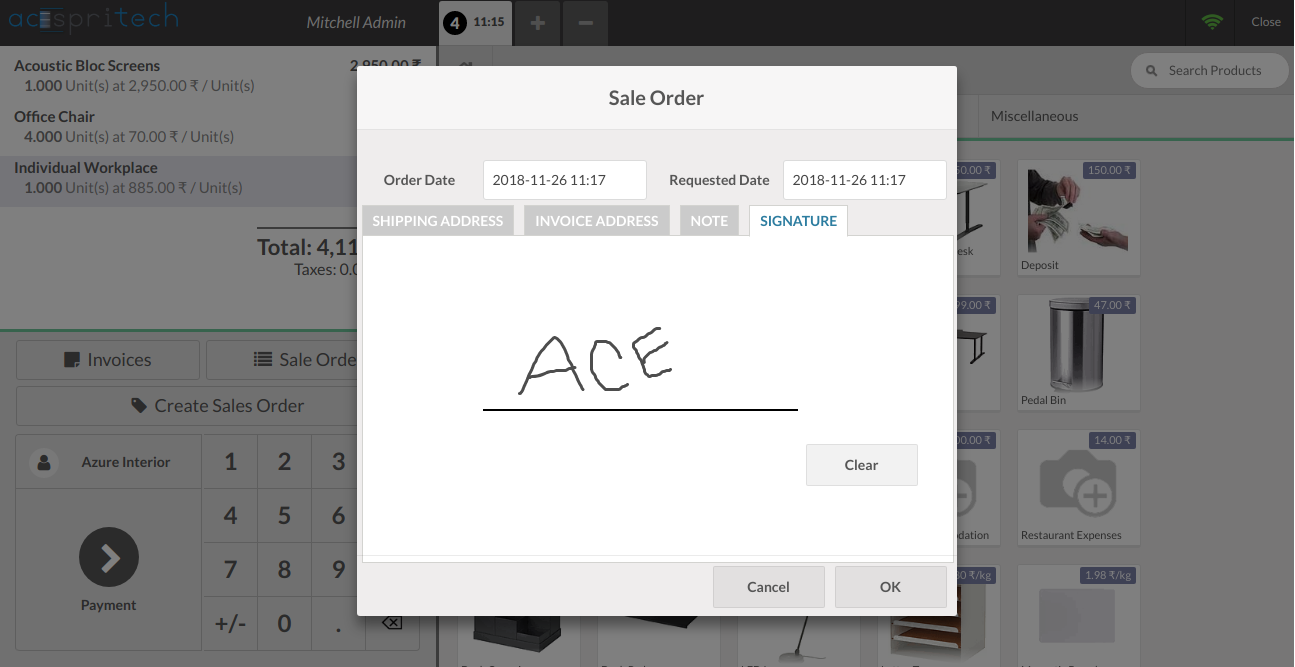 acespritech
Mitchell Admin
4 11:15
Close
Acoustic Bloc Screens
1.000 Unit(s) at 2,950.00 ₹ / Unit(s)
Office Chair
4.000 Unit(s) at 70.00 ₹ / Unit(s)
Individual Workplace
1.000 Unit(s) at 885.00 ₹ / Unit(s)
Total: 4,11
Taxes: 0.0
Invoices
Sale Orde
Create Sales Order
Azure Interior
1 2 3
4 5 6
7 8 9
+/- 0 .
Payment
Sale Order
Order Date 2018-11-26 11:17 Requested Date 2018-11-26 11:17
SHIPPING ADDRESS INVOICE ADDRESS NOTE SIGNATURE
ACE
Clear
Cancel OK
Search Products
Miscellaneous
150.00 ₹
Deposit
47.00 ₹
Pedal Bin
14.00 ₹
Restaurant Expenses
1.98 ₹/kg